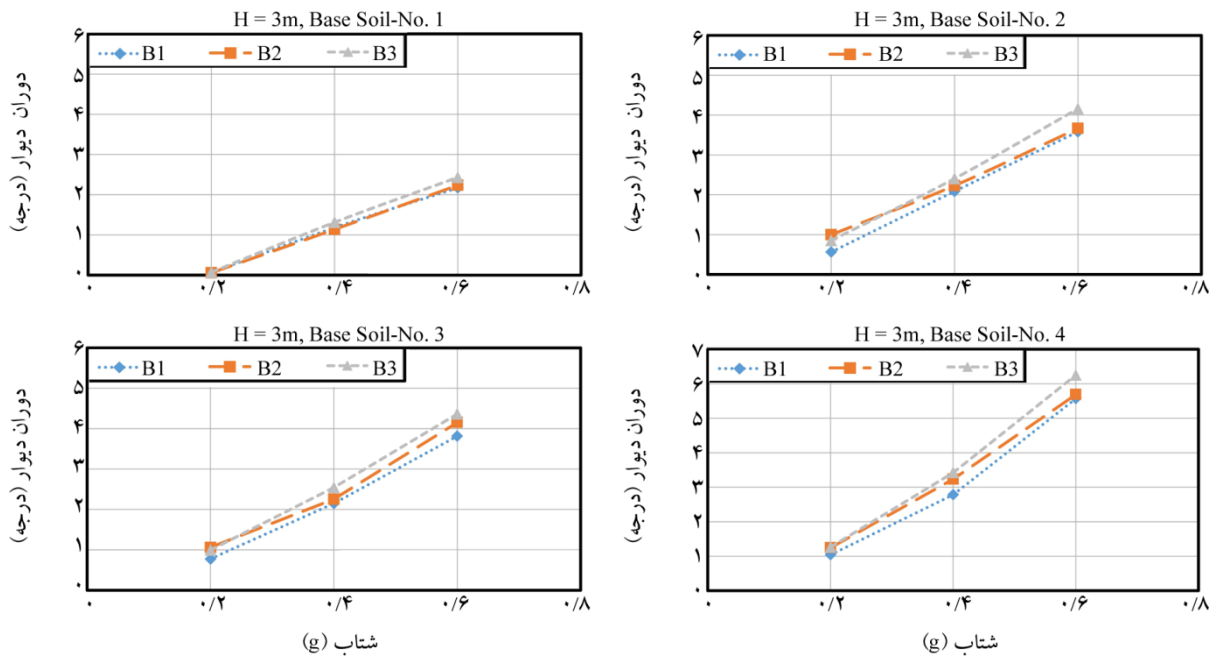 H = 3m, Base Soil-No. 1
B1 B2 B3
دوران دیوار (درجه)
۶
۵
۴
۳
۲
۱
۰
۰ ۰/۲ ۰/۴ ۰/۶ ۰/۸
H = 3m, Base Soil-No. 2
B1 B2 B3
دوران دیوار (درجه)
۶
۵
۴
۳
۲
۱
۰
۰ ۰/۲ ۰/۴ ۰/۶ ۰/۸
H = 3m, Base Soil-No. 3
B1 B2 B3
دوران دیوار (درجه)
۶
۵
۴
۳
۲
۱
۰
۰ ۰/۲ ۰/۴ ۰/۶ ۰/۸
شتاب (g)
H = 3m, Base Soil-No. 4
B1 B2 B3
دوران دیوار (درجه)
۷
۶
۵
۴
۳
۲
۱
۰
۰ ۰/۲ ۰/۴ ۰/۶ ۰/۸
شتاب (g)